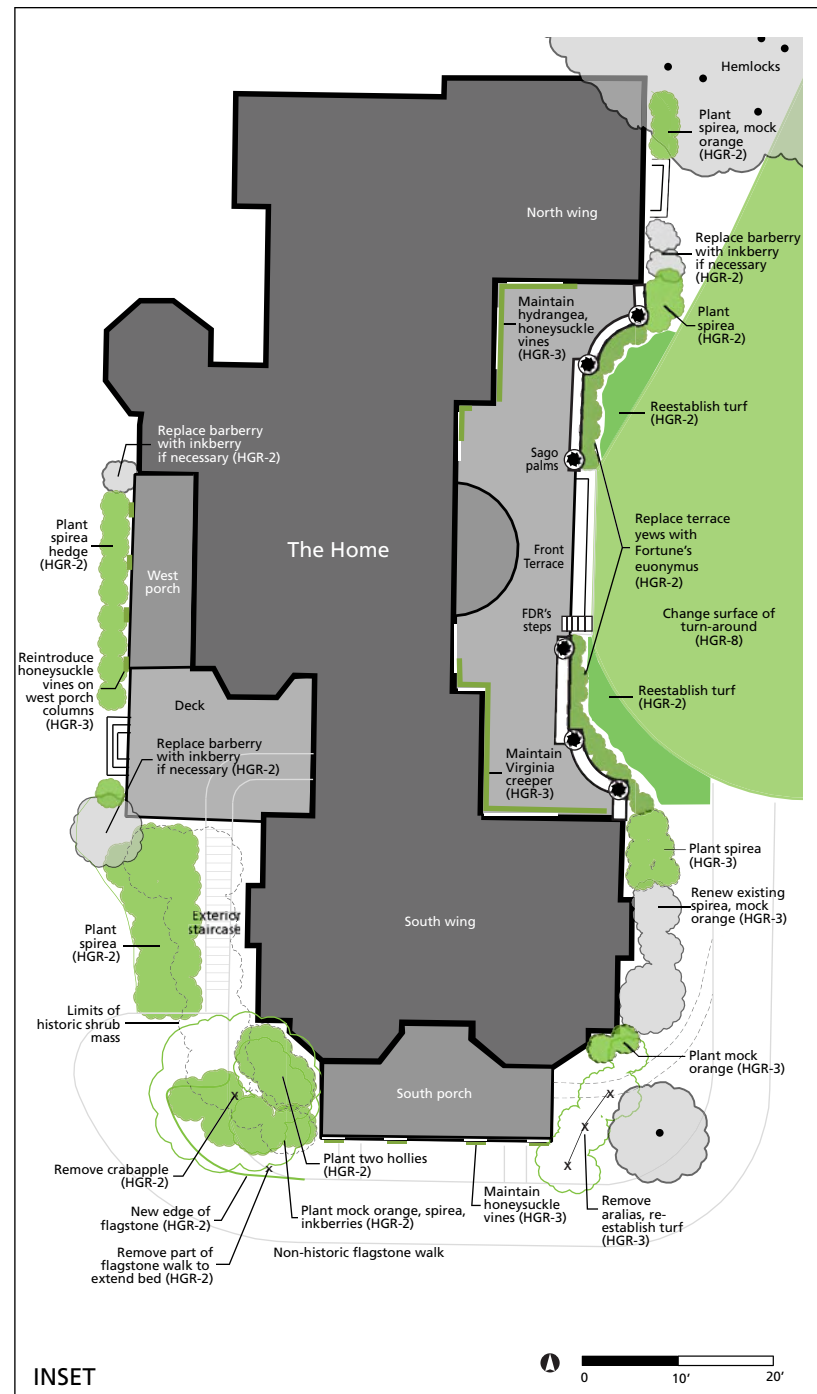 Hemlocks
Plant
spirea, mock
orange
(HGR-2)
North wing
Replace barberry
with inkberry
if necessary
(HGR-2)
Maintain
hydrangea,
honeysuckle
vines
(HGR-3)
Plant
spirea
(HGR-2)
Reestablish turf
(HGR-2)
Replace barberry
with inkberry
if necessary (HGR-2)
Sago
palms
Plant
spirea
hedge
(HGR-2)
The Home
West
porch
Front
Terrace
Replace terrace
yews with
Fortune's
euonymus
(HGR-2)
FDR's
steps
Change surface of
turn-around
(HGR-8)
Reintroduce
honeysuckle
vines on
west porch
columns
(HGR-3)
Deck
Reestablish turf
(HGR-2)
Replace barberry
with inkberry
if necessary (HGR-2)
Maintain
Virginia
creeper
(HGR-3)
Plant spirea
(HGR-3)
Renew existing
spirea, mock
orange (HGR-3)
Exterior
staircase
South wing
Plant
spirea
(HGR-2)
Limits of
historic shrub
mass
Plant mock
orange (HGR-3)
South porch
Remove crabapple
(HGR-2)
Plant two hollies
(HGR-2)
New edge of
flagstone (HGR-2)
Plant mock orange, spirea,
inkberries (HGR-2)
Maintain
honeysuckle
vines (HGR-3)
Remove
aralias, re-
establish turf
(HGR-3)
Remove part of
flagstone walk to
extend bed (HGR-2)
Non-historic flagstone walk
INSET
0 10' 20'